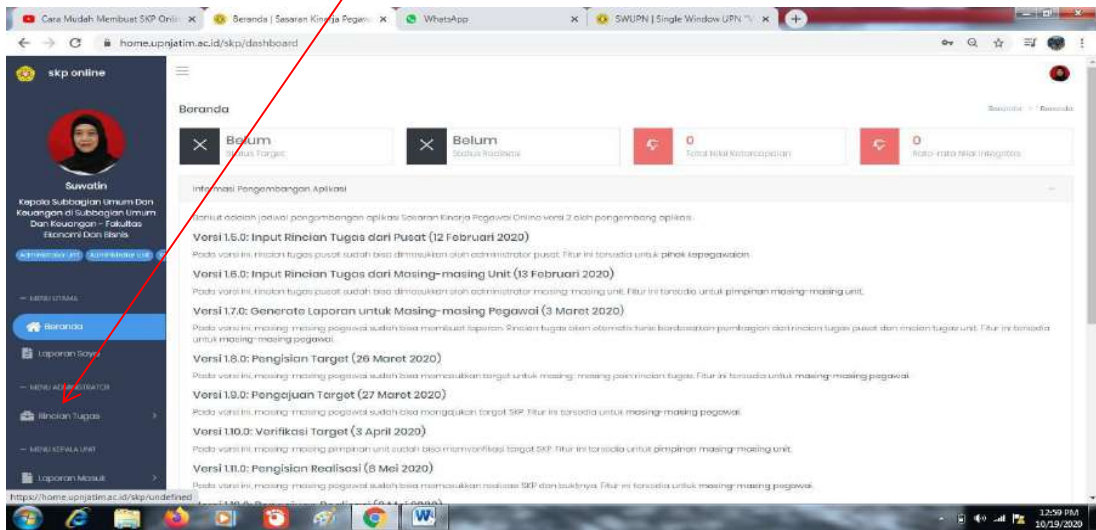 Cara Mudah Membuat SKP Onli
Beranda | Sasaran Kinerja Pegaw
WhatsApp
SWUPN | Single Window UPN "V
home.upnjatim.ac.id/skp/dashboard
skp online
Suwatin
Kepala Subbagian Umum Dan
Keuangan di Subbagian Umum
Dan Keuangan - Fakultas
Ekonomi Dan Bisnis
Administrator UPT Administrator Unit
MENU UTAMA
Beranda
Laporan Saya
MENU ADMINISTRATOR
Rincian Tugas
MENU KEPALA UNIT
Laporan Masuk
https://home.upnjatim.ac.id/skp/undefined
Beranda
Beranda
Belum
Status Target
Belum
Status Realisasi
0
Total Nilai Ketercapaian
0
Rata-rata Nilai Integritas
Informasi Pengembangan Aplikasi
Berikut adalah jadwal pengembangan aplikasi Sasaran Kinerja Pegawai Online versi 2 oleh pengembang aplikasi.
Versi 1.5.0: Input Rincian Tugas dari Pusat (12 Februari 2020)
Pada versi ini, rincian tugas pusat sudah bisa dimasukkan oleh administrator pusat. Fitur ini tersedia untuk pihak kepegawaian.
Versi 1.6.0: Input Rincian Tugas dari Masing-masing Unit (13 Februari 2020)
Pada versi ini, rincian tugas pusat sudah bisa dimasukkan oleh administrator masing-masing unit. Fitur ini tersedia untuk pimpinan masing-masing unit.
Versi 1.7.0: Generate Laporan untuk Masing-masing Pegawai (3 Maret 2020)
Pada versi ini, masing-masing pegawai sudah bisa membuat laporan. Rincian tugas akan otomatis turun berdasarkan pembagian dari rincian tugas pusat dan rincian tugas unit. Fitur ini tersedia
untuk masing-masing pegawai.
Versi 1.8.0: Pengisian Target (26 Maret 2020)
Pada versi ini, masing-masing pegawai sudah bisa memasukkan target untuk masing-masing poin rincian tugas. Fitur ini tersedia untuk masing-masing pegawai.
Versi 1.9.0: Pengajuan Target (27 Maret 2020)
Pada versi ini, masing-masing pegawai sudah bisa mengajukan target SKP. Fitur ini tersedia untuk masing-masing pegawai.
Versi 1.10.0: Verifikasi Target (3 April 2020)
Pada versi ini, masing-masing pimpinan unit sudah bisa memverifikasi target SKP. Fitur ini tersedia untuk pimpinan masing-masing unit.
Versi 1.11.0: Pengisian Realisasi (8 Mei 2020)
Pada versi ini, masing-masing pegawai sudah bisa memasukkan realisasi SKP dan buktinya. Fitur ini tersedia untuk masing-masing pegawai.
12:59 PM
10/19/2020